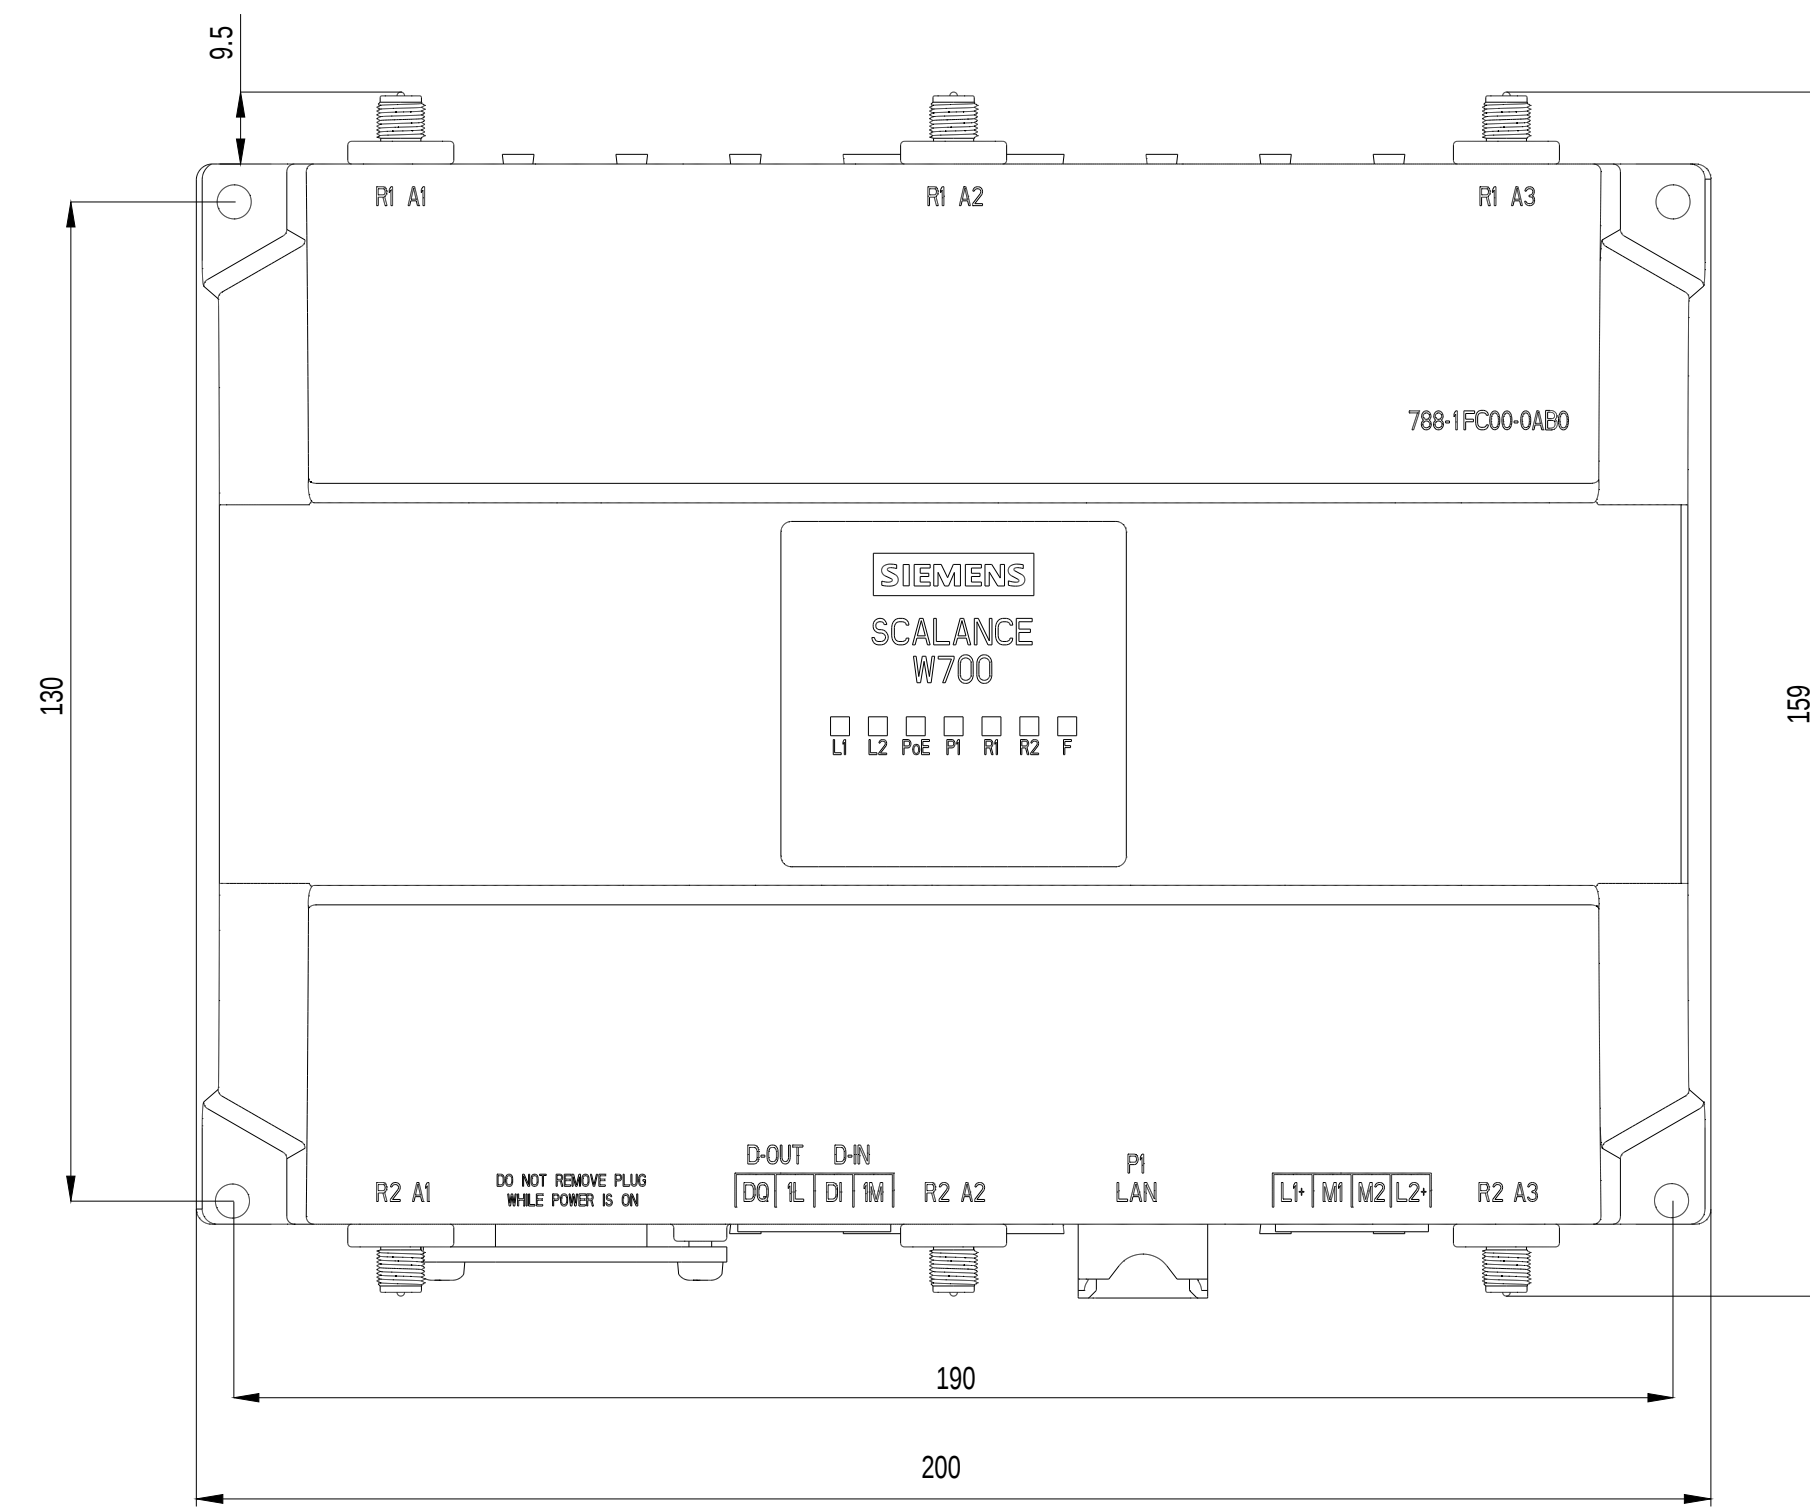 9.5
R1 A1
R1 A2
R1 A3
788-1FC00-0AB0
SIEMENS
SCALANCE
W700
130
159
L1 L2 PoE P1 R1 R2 F
D-OUT D-IN
P1
DO NOT REMOVE PLUG
WHILE POWER IS ON
R2 A1
DQ 1L DI 1M
R2 A2
LAN
L1+ M1 M2 L2+
R2 A3
190
200